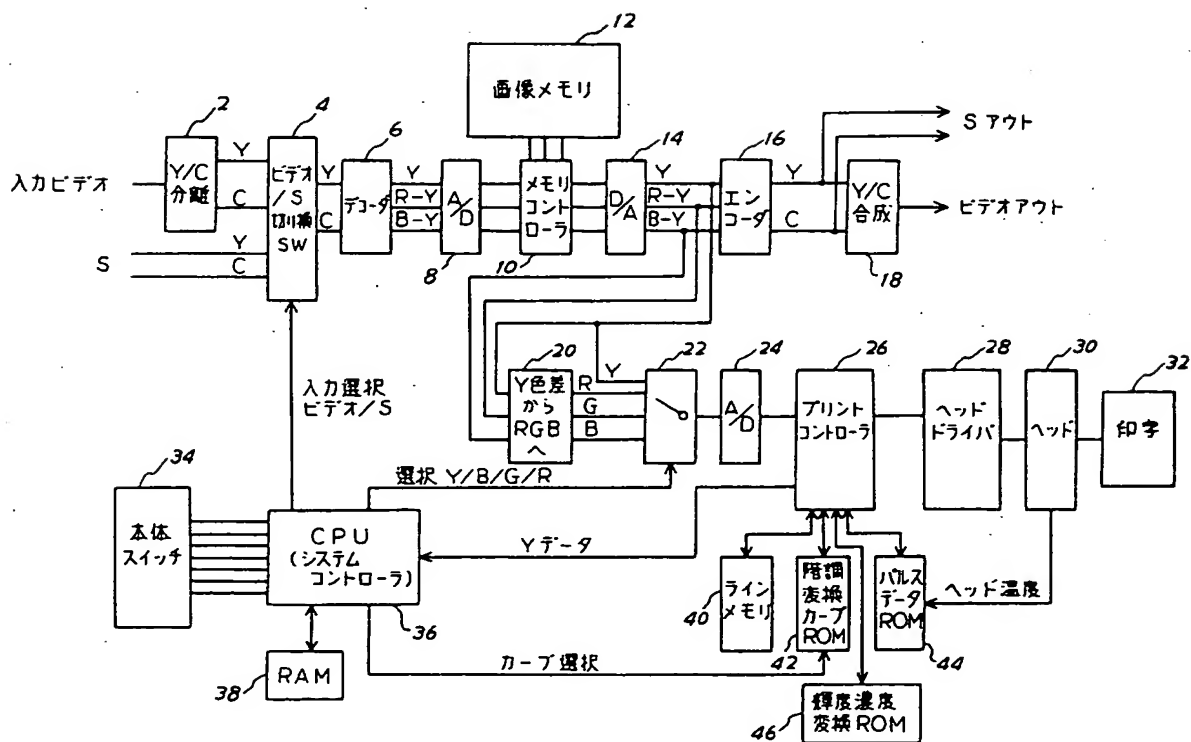 12
画像メモリ
2
4
6
14
16
Sアウト
入力ビデオ
Y/C
分離
Y
C
Y
C
S
ビデオ
/S
切り換
SW
Y
C
デコーダ
Y
R-Y
B-Y
A/D
8
メモリ
コント
ローラ
10
D/A
Y
R-Y
B-Y
エン
コーダ
Y
C
Y/C
合成
18
ビデオアウト
20
22
24
26
28
30
32
Y色差
から
RGB
へ
Y
R
G
B
A/D
プリント
コントローラ
ヘッド
ドライバ
ヘッド
印字
入力選択
ビデオ/S
選択 Y/B/G/R
34
本体
スイッチ
CPU
(システム
コントローラ)
36
Yデータ
38
RAM
カーブ選択
40
ライン
メモリ
42
階調
変換
カーブ
ROM
パルス
データ
ROM
44
ヘッド温度
46
輝度濃度
変換ROM